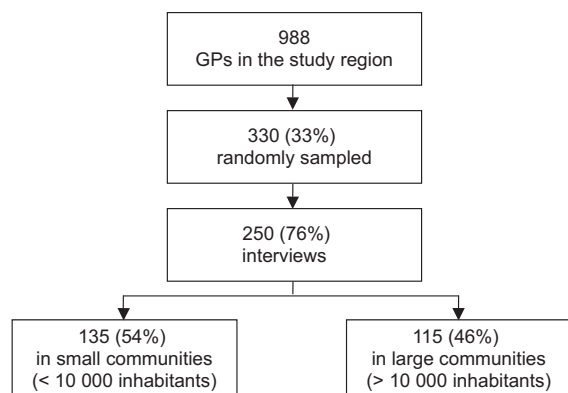 988
GPs in the study region
330 (33%)
randomly sampled
250 (76%)
interviews
135 (54%)
in small communities
(< 10 000 inhabitants)
115 (46%)
in large communities
(> 10 000 inhabitants)